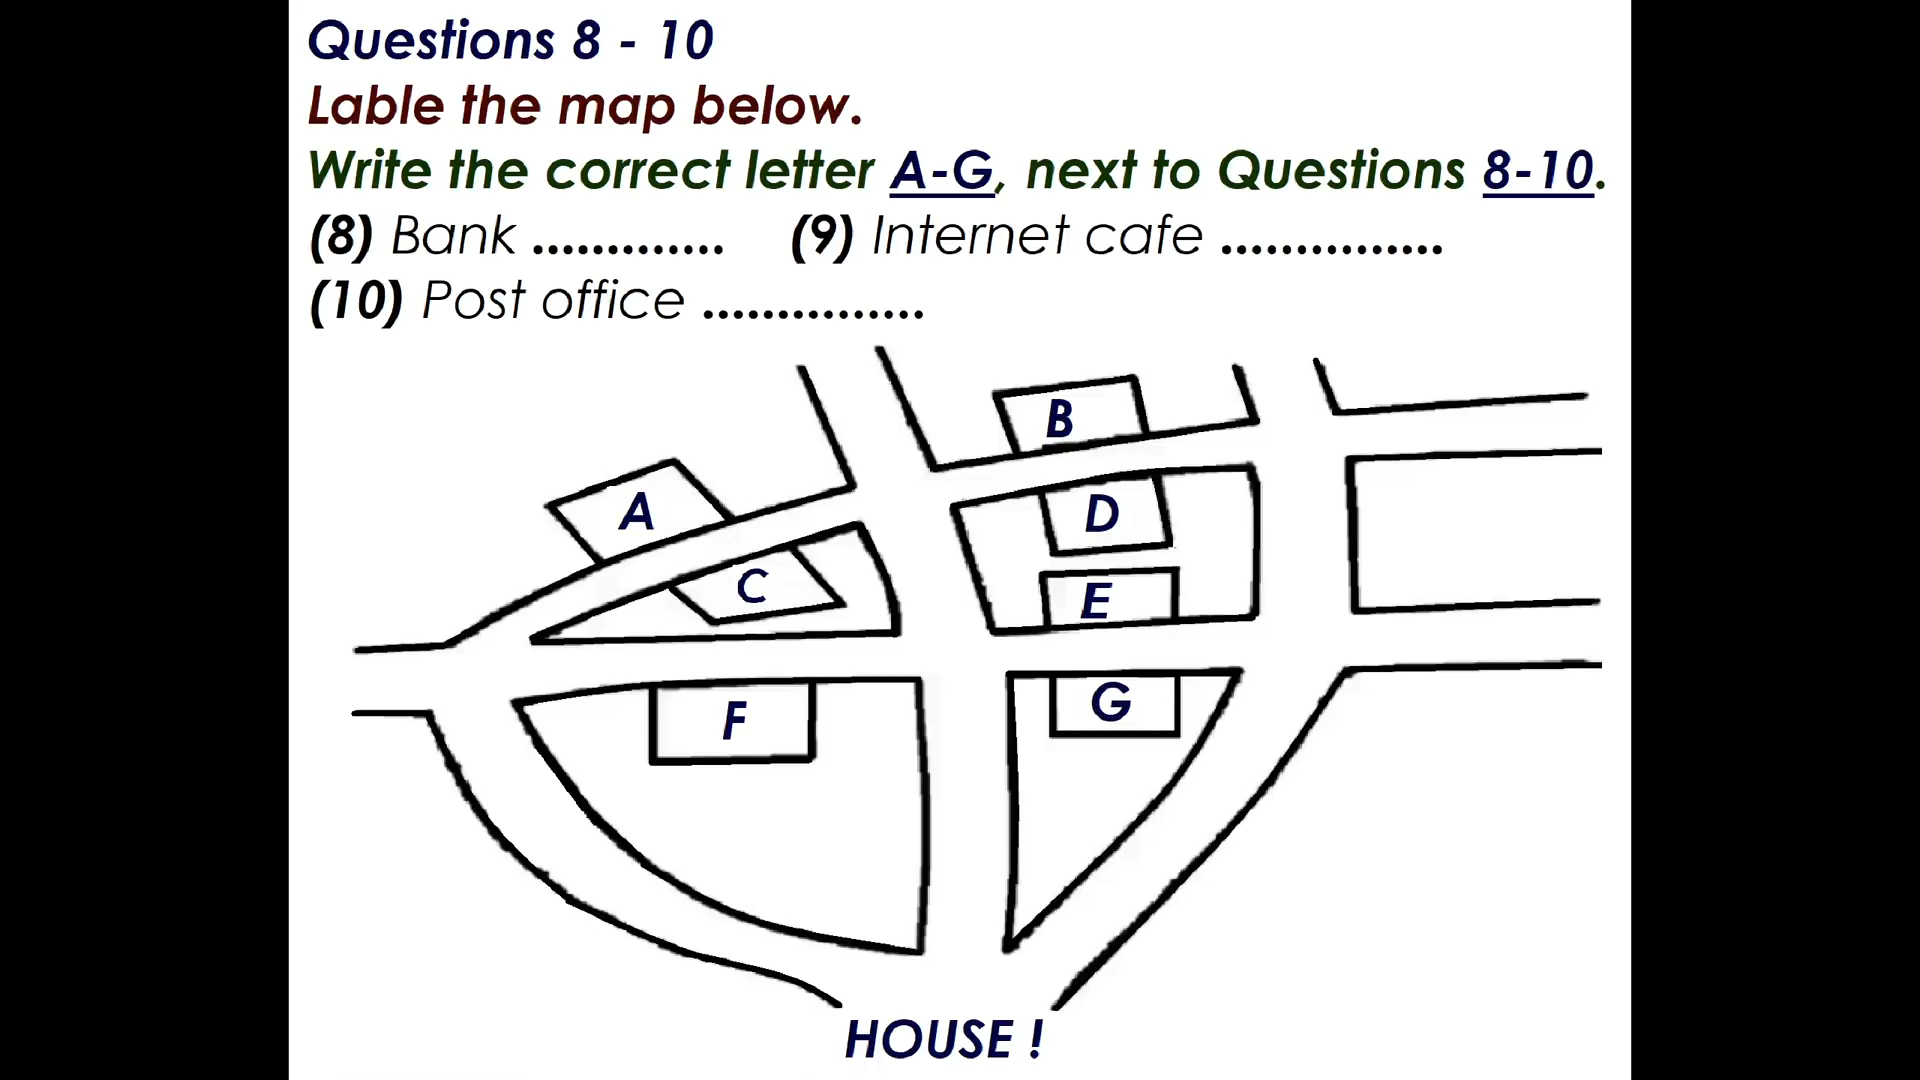 Questions 8 - 10
Lable the map below.
Write the correct letter A-G, next to Questions 8-10.
(8) Bank ............. (9) Internet cafe ...............
(10) Post office ...............
B
A
D
C
E
G
F
HOUSE !